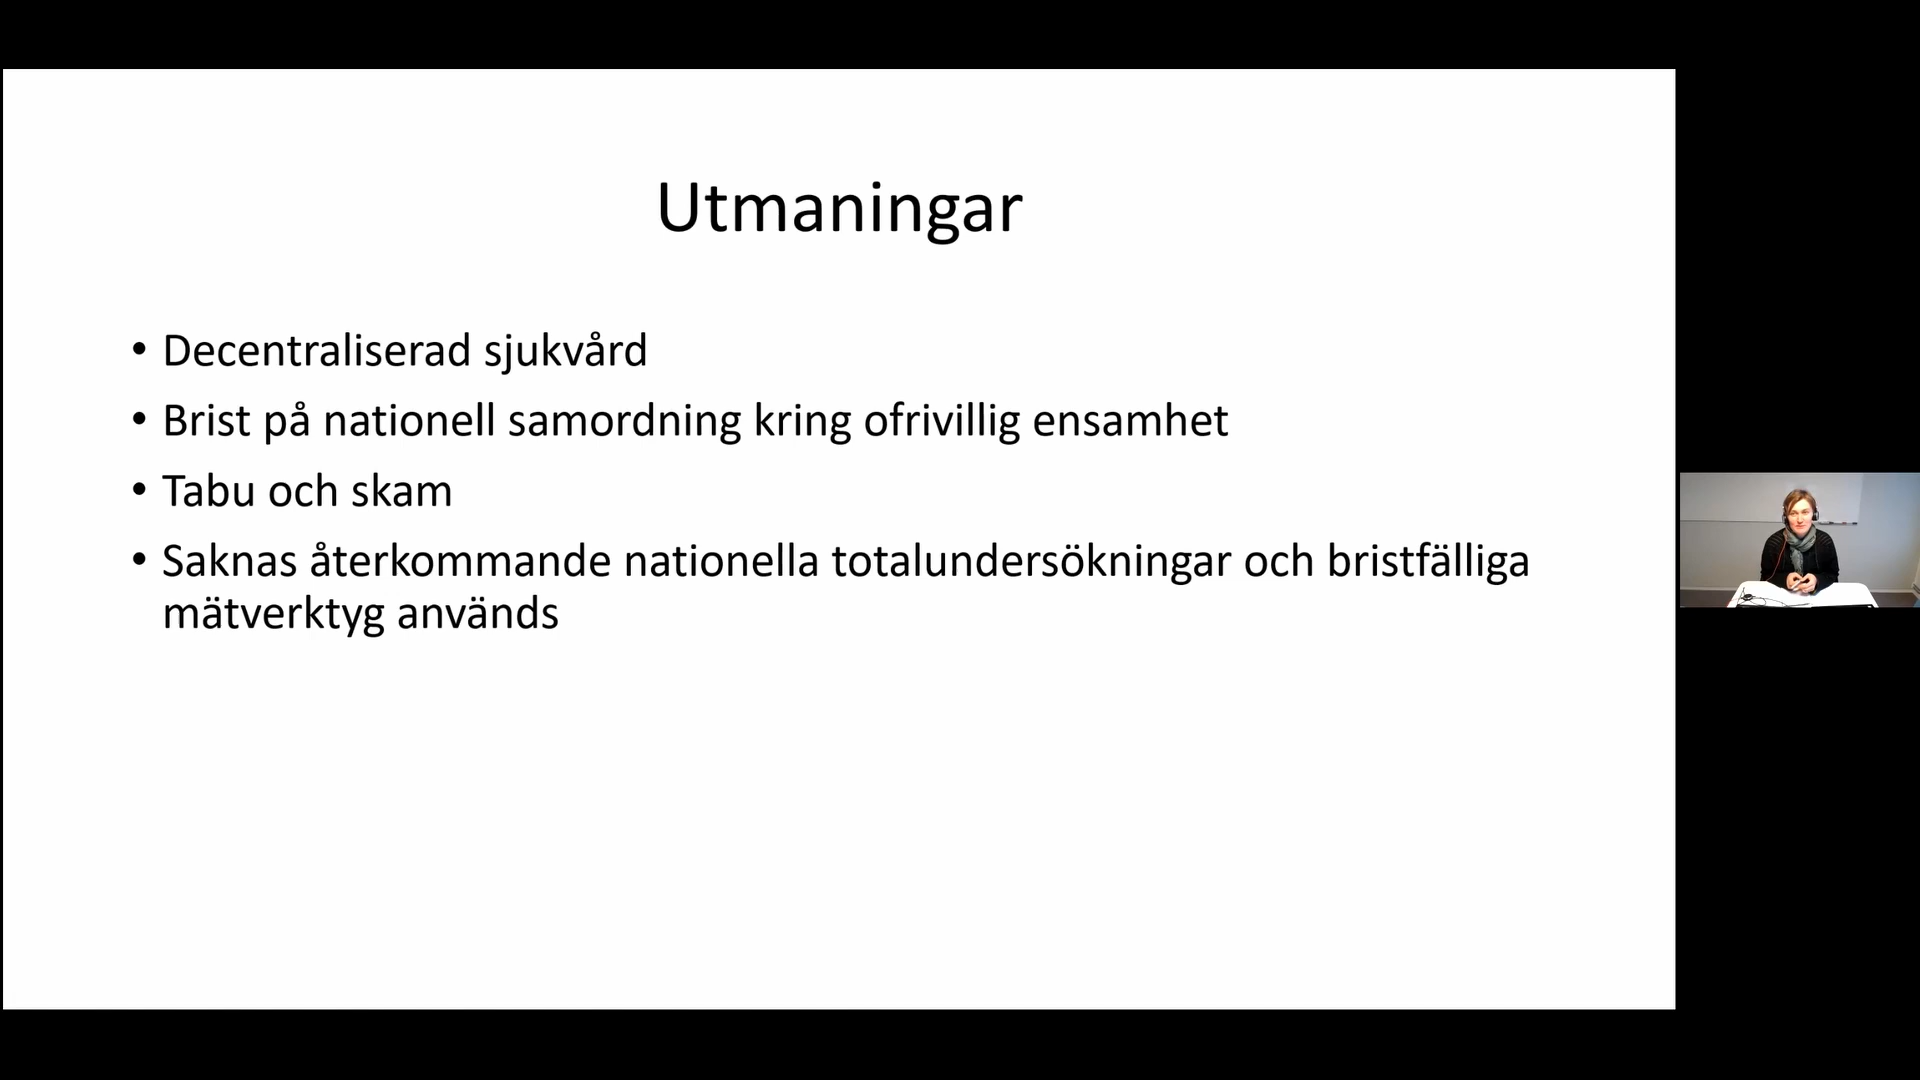 Utmaningar
• Decentraliserad sjukvård
• Brist på nationell samordning kring ofrivillig ensamhet
• Tabu och skam
• Saknas återkommande nationella totalundersökningar och bristfälliga
mätverktyg används